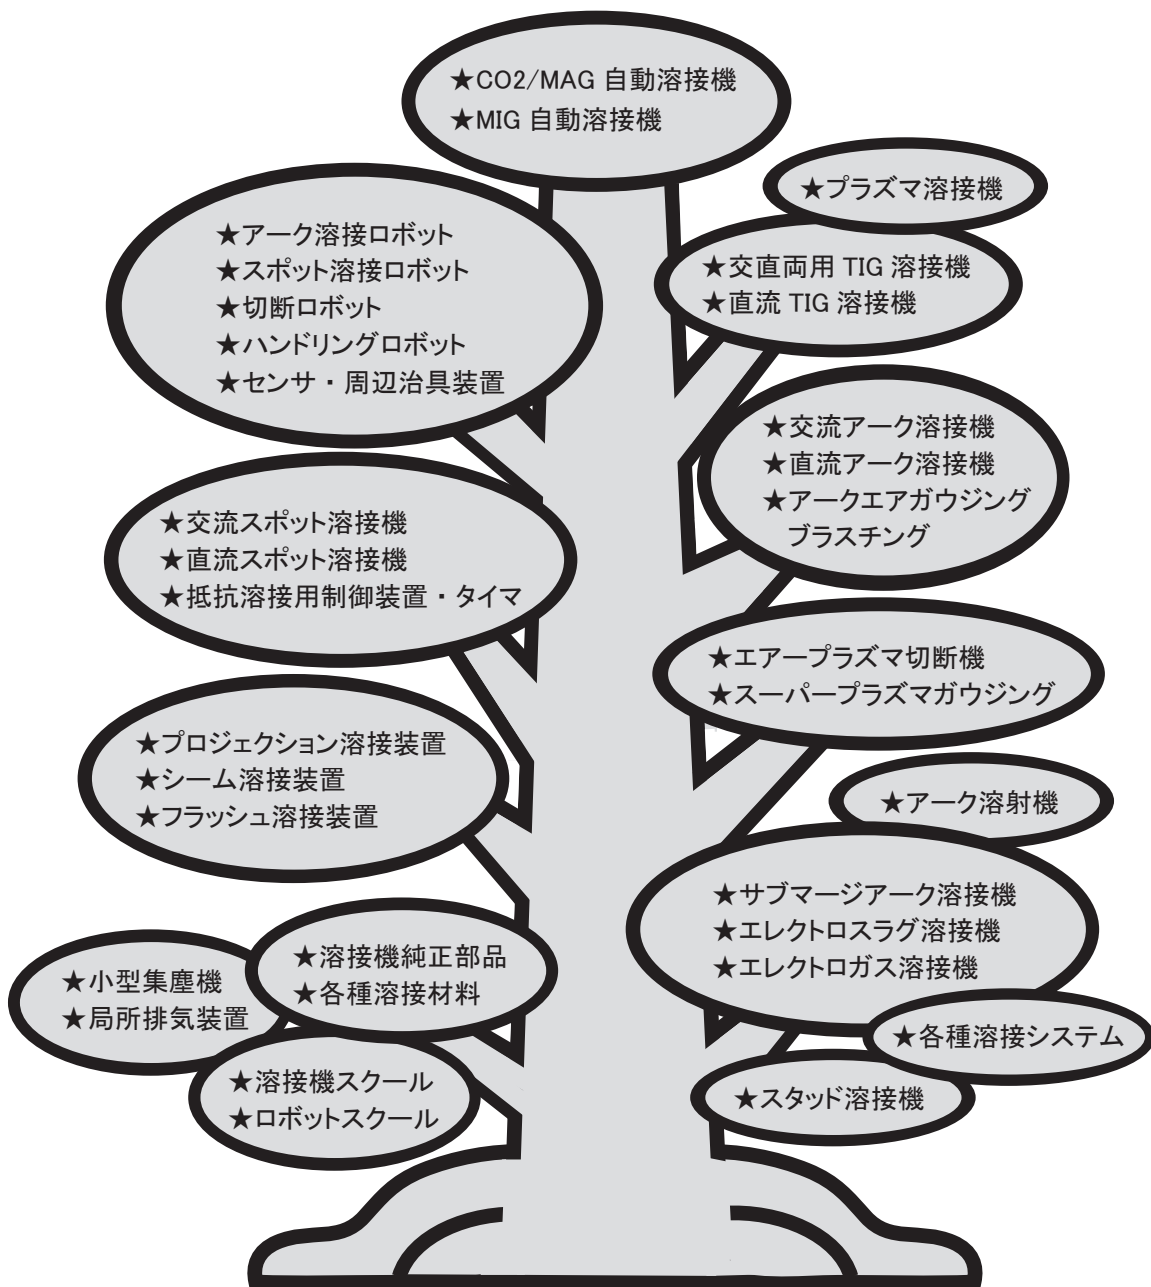 ★CO2/MAG 自動溶接機
★MIG 自動溶接機
★プラズマ溶接機
★アーク溶接ロボット
★スポット溶接ロボット
★切断ロボット
★ハンドリングロボット
★センサ・周辺治具装置
★交直両用 TIG 溶接機
★直流 TIG 溶接機
★交流アーク溶接機
★直流アーク溶接機
★アークエアガウジング
ブラスチング
★交流スポット溶接機
★直流スポット溶接機
★抵抗溶接用制御装置・タイマ
★エアープラズマ切断機
★スーパープラズマガウジング
★プロジェクション溶接装置
★シーム溶接装置
★フラッシュ溶接装置
★アーク溶射機
★サブマージアーク溶接機
★エレクトロスラグ溶接機
★エレクトロガス溶接機
★溶接機純正部品
★各種溶接材料
★小型集塵機
★局所排気装置
★各種溶接システム
★溶接機スクール
★ロボットスクール
★スタッド溶接機